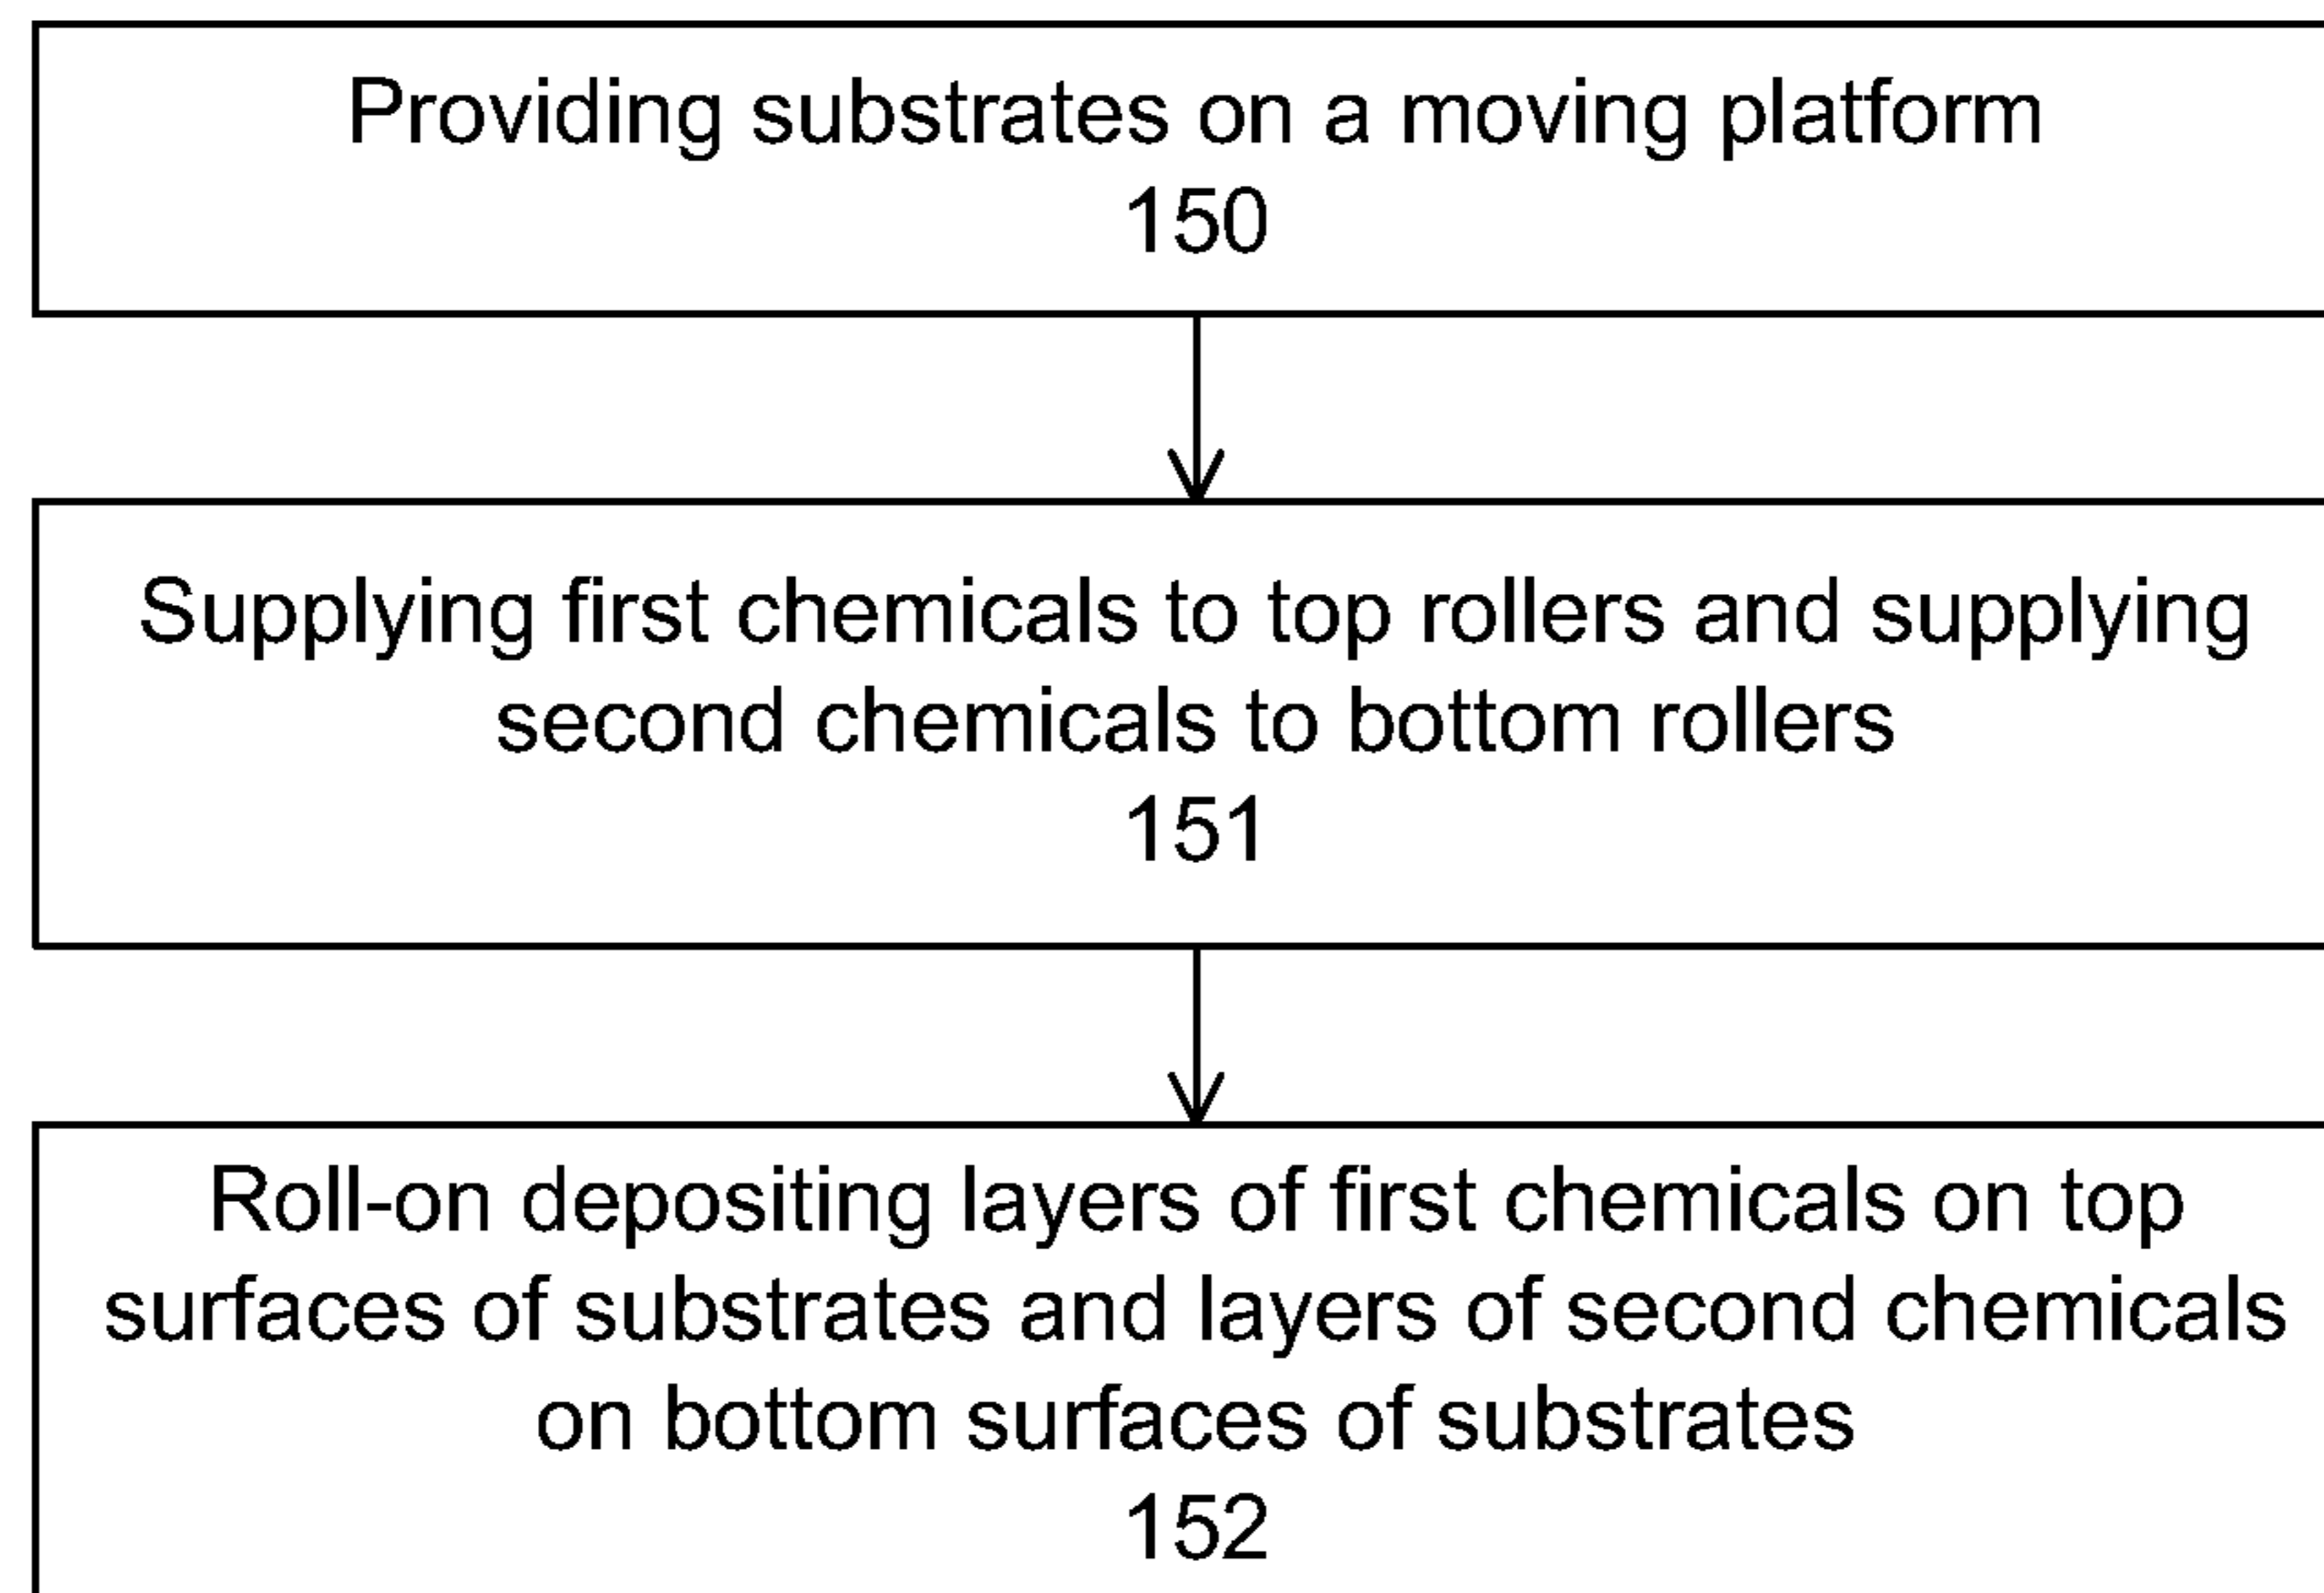 Providing substrates on a moving platform
150
Supplying first chemicals to top rollers and supplying
second chemicals to bottom rollers
151
Roll-on depositing layers of first chemicals on top
surfaces of substrates and layers of second chemicals
on bottom surfaces of substrates
152